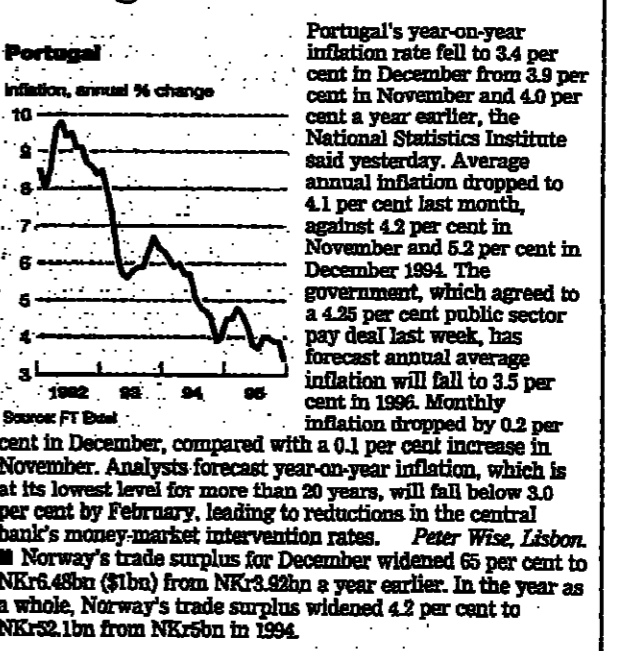 Portugal
Inflation, annual % change
10
9
8
7
6
5
4
3
1992 93 94 95
Source: FT Extel
Portugal's year-on-year
inflation rate fell to 3.4 per
cent in December from 3.9 per
cent in November and 4.0 per
cent a year earlier, the
National Statistics Institute
said yesterday. Average
annual inflation dropped to
4.1 per cent last month,
against 4.2 per cent in
November and 5.2 per cent in
December 1994. The
government, which agreed to
a 4.25 per cent public sector
pay deal last week, has
forecast annual average
inflation will fall to 3.5 per
cent in 1996. Monthly
inflation dropped by 0.2 per
cent in December, compared with a 0.1 per cent increase in
November. Analysts forecast year-on-year inflation, which is
at its lowest level for more than 20 years, will fall below 3.0
per cent by February, leading to reductions in the central
bank's money-market intervention rates. Peter Wise, Lisbon.
■ Norway's trade surplus for December widened 65 per cent to
NKr6.48bn ($1bn) from NKr3.92bn a year earlier. In the year as
a whole, Norway's trade surplus widened 4.2 per cent to
NKr52.1bn from NKr5bn in 1994.